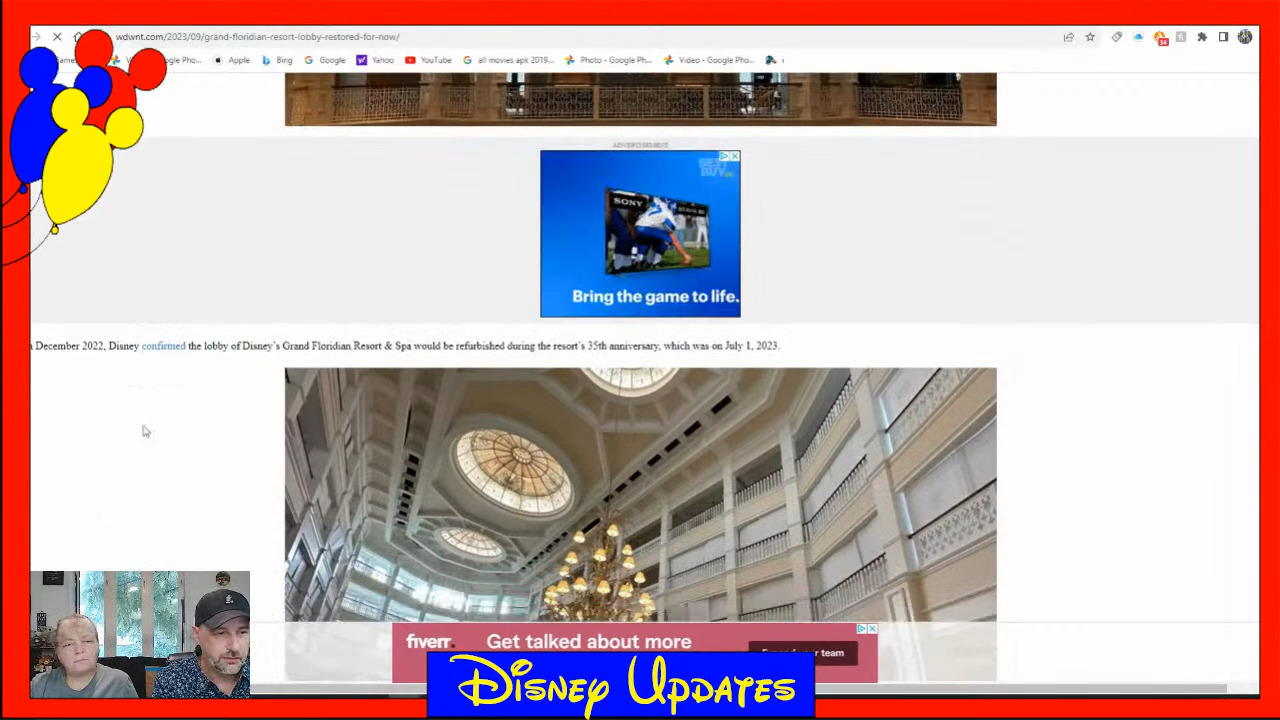 wdwnt.com/2023/09/grand-floridian-resort-lobby-restored-for-now/
Apple Bing Google Yahoo YouTube all movies apk 2019... Photo - Google Ph... Video - Google Pho...
ADVERTISEMENT
SONY
Bring the game to life.
December 2022, Disney confirmed the lobby of Disney's Grand Floridian Resort & Spa would be refurbished during the resort's 35th anniversary, which was on July 1, 2023.
fiverr. Get talked about more
your team
Disney Updates